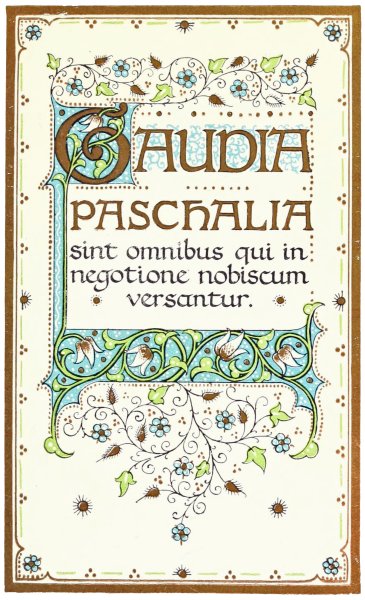 GAUDIA
PASCHALIA
sint omnibus qui in
negotione nobiscum
versantur.